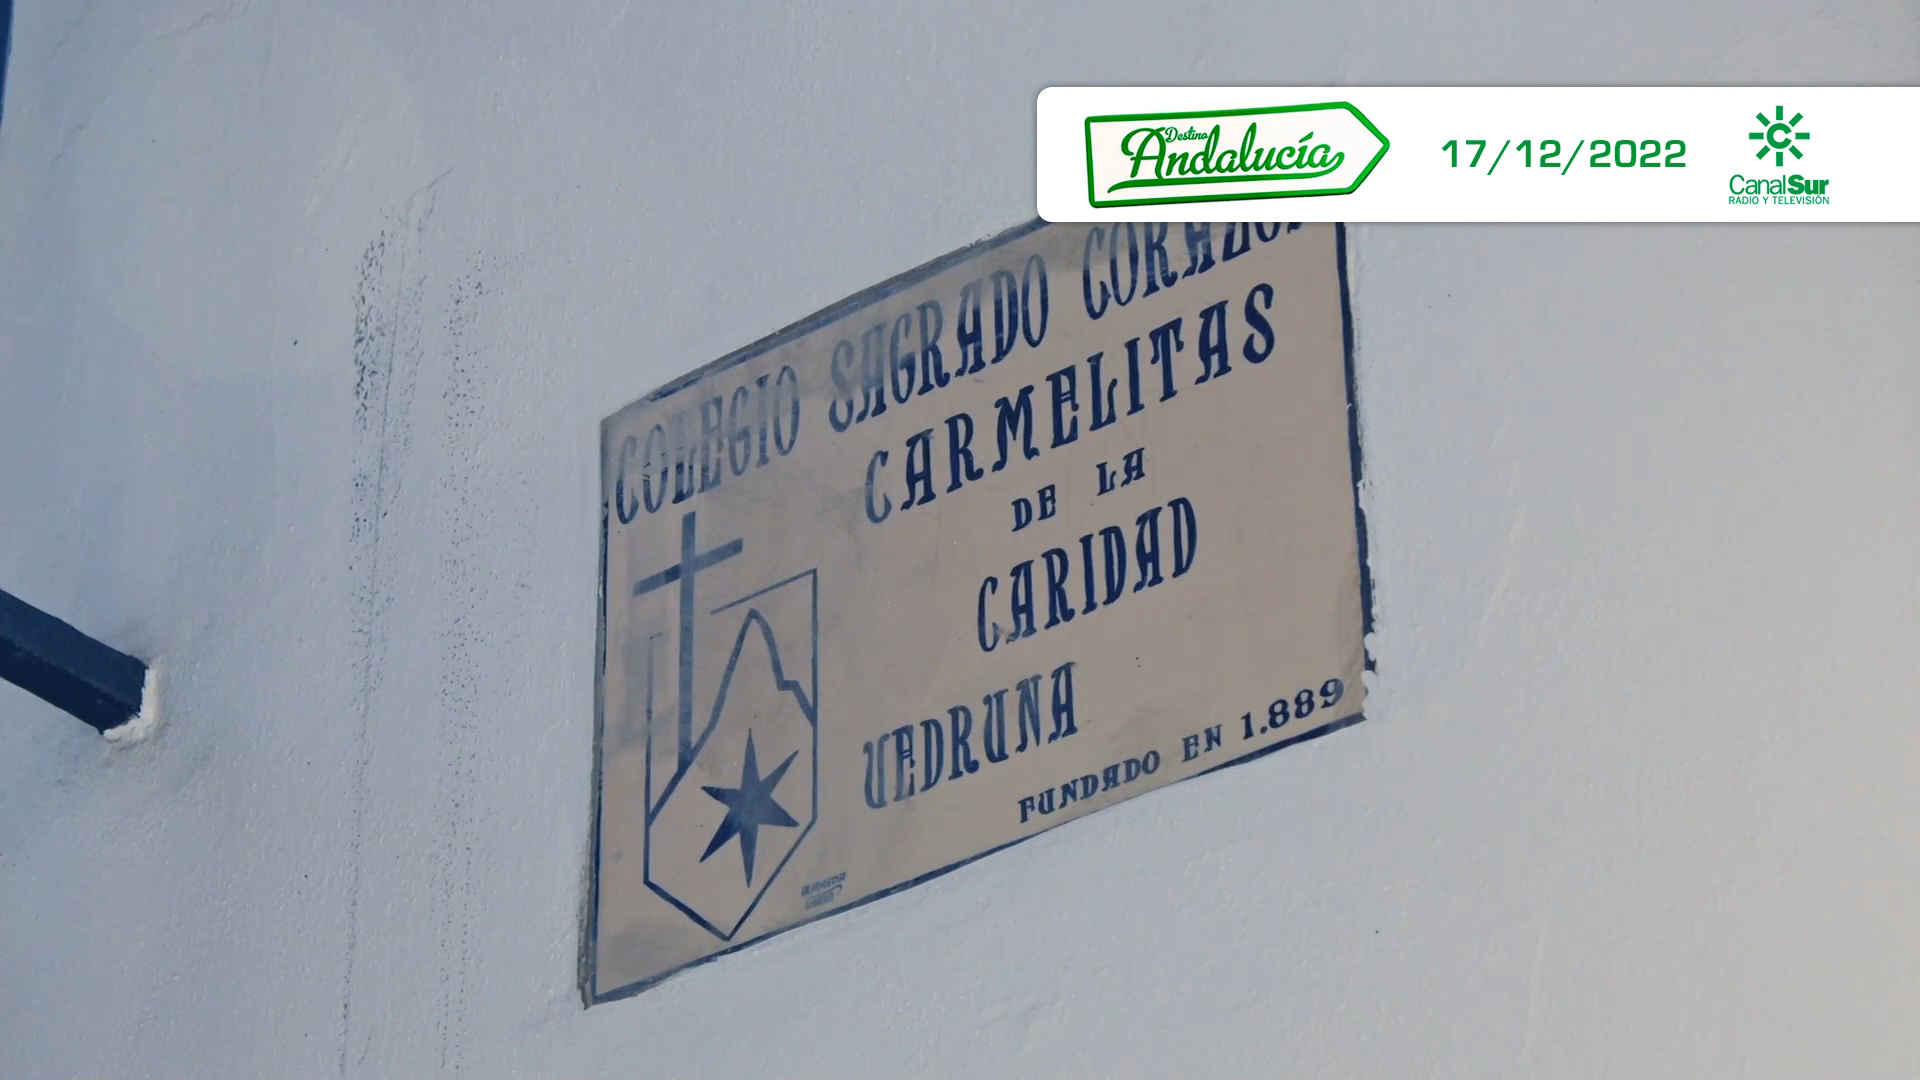 Destino
Andalucía
17/12/2022
CanalSur
RADIO Y TELEVISIÓN
COLEGIO SAGRADO CORAZON
CARMELITAS
DE LA
CARIDAD
VEDRUNA
FUNDADO EN 1.889